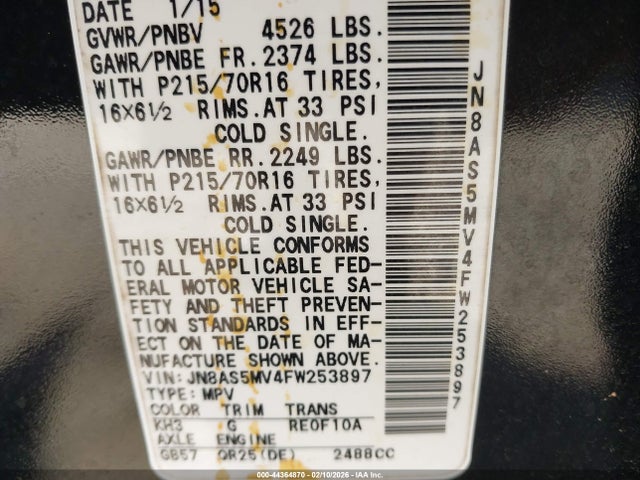 DATE 1/15
GVWR/PNBV 4526 LBS.
GAWR/PNBE FR. 2374 LBS.
WITH P215/70R16 TIRES,
16X6½ RIMS. AT 33 PSI
COLD SINGLE.
GAWR/PNBE RR. 2249 LBS.
WITH P215/70R16 TIRES,
16X6½ RIMS. AT 33 PSI
COLD SINGLE.
THIS VEHICLE CONFORMS
TO ALL APPLICABLE FED-
ERAL MOTOR VEHICLE SA-
FETY AND THEFT PREVEN-
TION STANDARDS IN EFF-
ECT ON THE DATE OF MA-
NUFACTURE SHOWN ABOVE.
VIN: JN8AS5MV4FW253897
TYPE: MPV
COLOR TRIM TRANS
KH3 G RE0F10A
AXLE ENGINE
GB57 QR25(DE) 2488CC
JN8AS5MV4FW253897
000-44364870 - 02/10/2026 - Copyright IAA, LLC